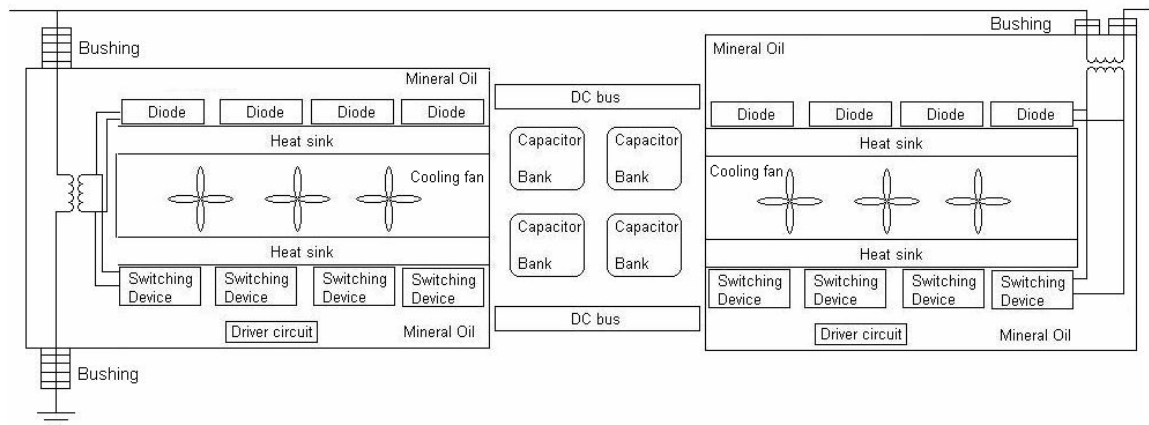 Bushing
Bushing
Mineral Oil
Mineral Oil
DC bus
Diode Diode Diode Diode
Diode Diode Diode Diode
Heat sink
Capacitor
Bank
Capacitor
Bank
Heat sink
Cooling fan
Cooling fan
Capacitor
Bank
Capacitor
Bank
Heat sink
Heat sink
Switching
Device
Switching
Device
Switching
Device
Switching
Device
Switching
Device
Switching
Device
Switching
Device
Switching
Device
DC bus
Driver circuit
Mineral Oil
Driver circuit
Mineral Oil
Bushing